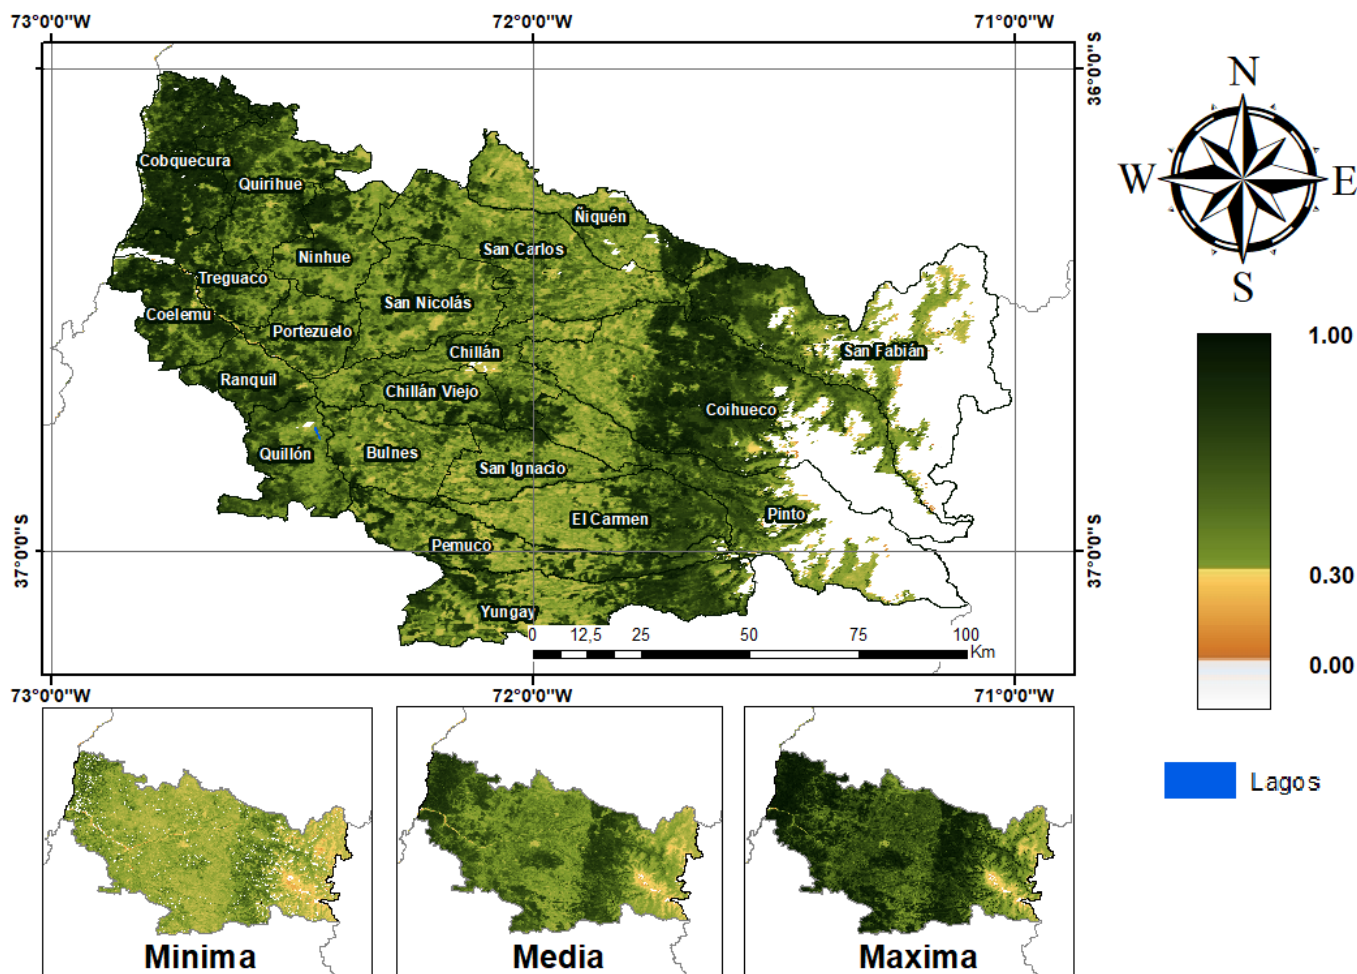 73°0'0"W 72°0'0"W 71°0'0"W
36°0'0"S
N
W E
S
Cobquecura
Quirihue
Ñiquén
San Carlos
Ninhue
Treguaco
San Nicolás
Coelemu
Portezuelo
Chillán
San Fabián
Ranquil
Chillán Viejo
Coihueco
Quillón
Bulnes
San Ignacio
Pinto
El Carmen
Pemuco
Yungay
37°0'0"S 37°0'0"S
0 12,5 25 50 75 100
Km
73°0'0"W 72°0'0"W 71°0'0"W
1.00
0.30
0.00
Lagos
Minima Media Maxima